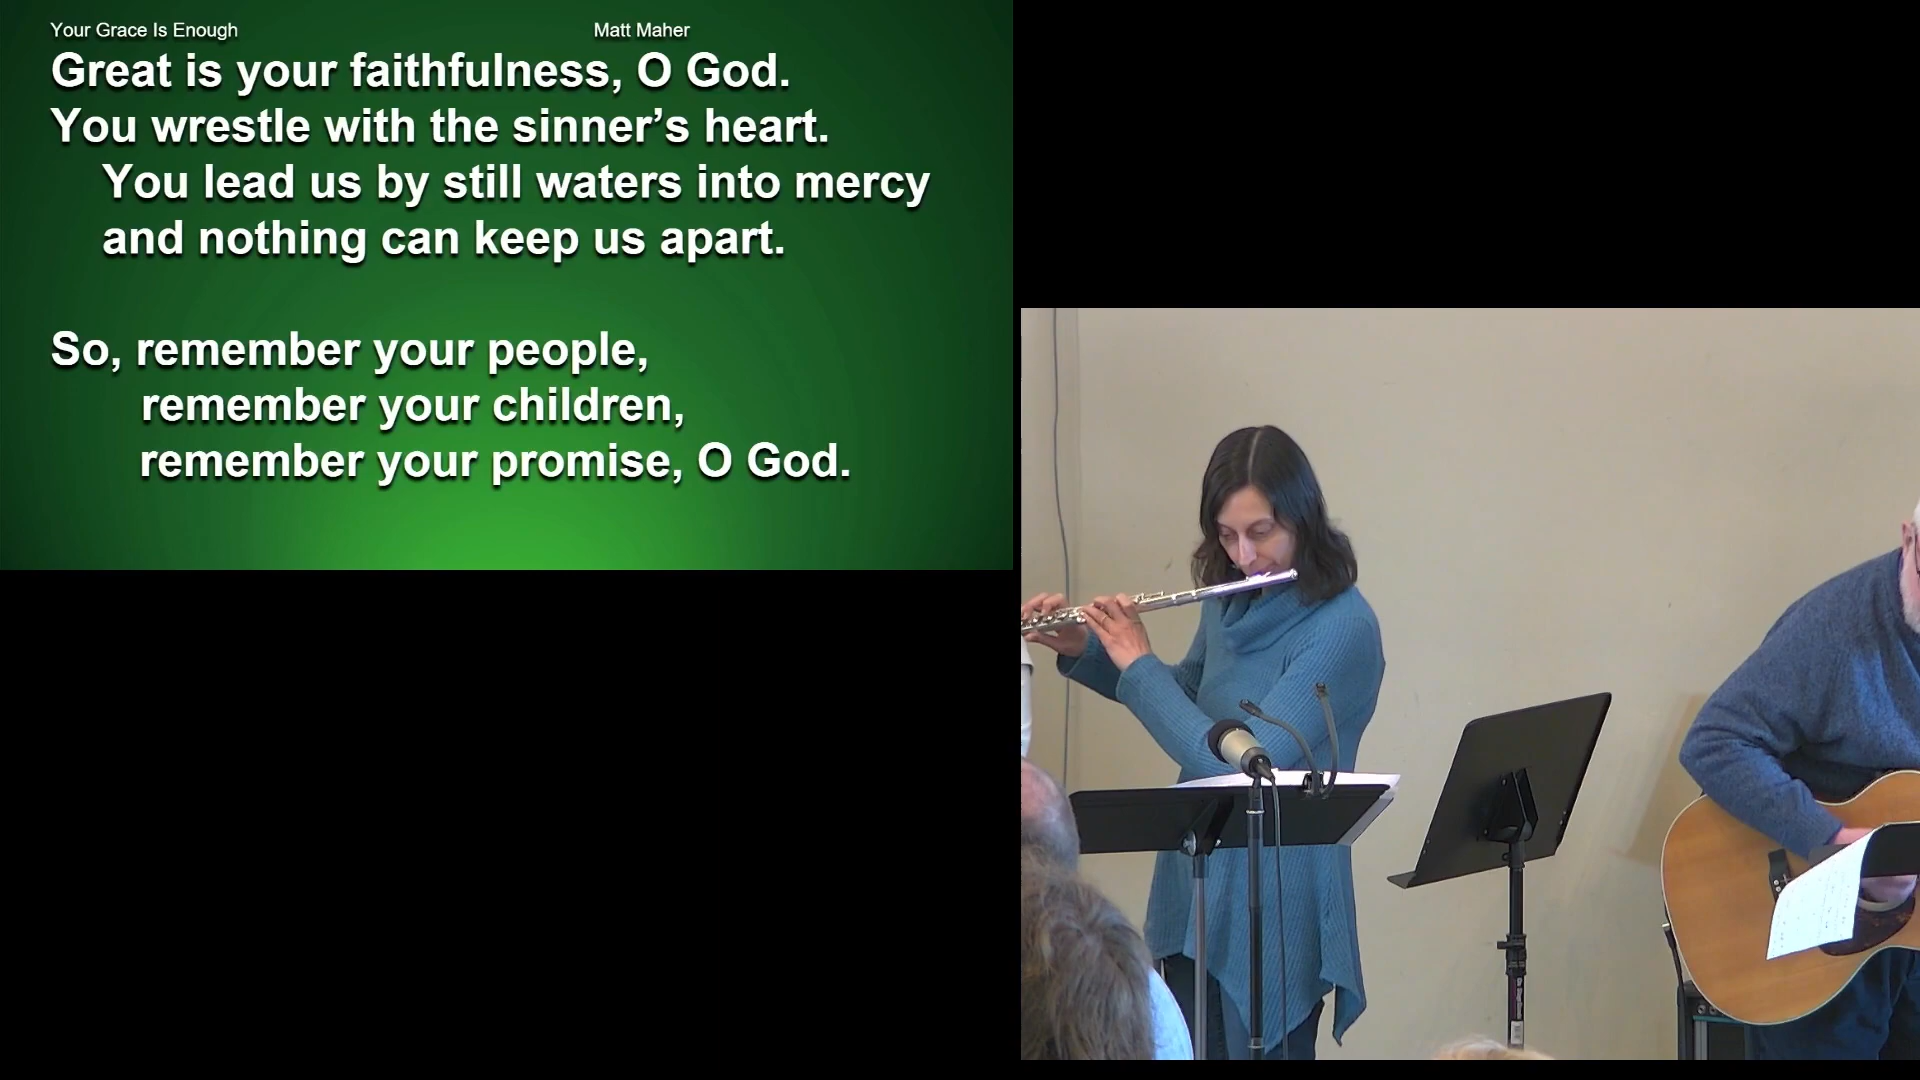 Your Grace Is Enough Matt Maher
Great is your faithfulness, O God.
You wrestle with the sinner’s heart.
You lead us by still waters into mercy
and nothing can keep us apart.
So, remember your people,
remember your children,
remember your promise, O God.